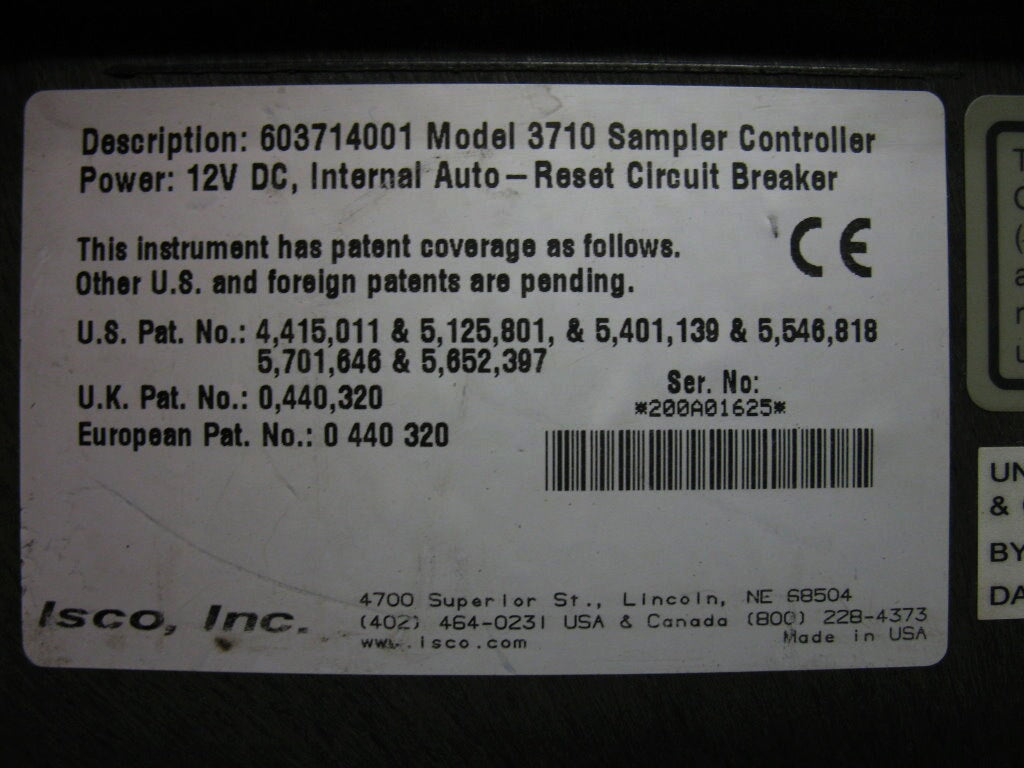 Description: 603714001 Model 3710 Sampler Controller
Power: 12V DC, Internal Auto-Reset Circuit Breaker
CE
This instrument has patent coverage as follows.
Other U.S. and foreign patents are pending.
U.S. Pat. No.: 4,415,011 & 5,125,801, & 5,401,139 & 5,546,818
5,701,646 & 5,652,397
U.K. Pat. No.: 0,440,320
European Pat. No.: 0 440 320
Ser. No:
*200A01625*
Isco, Inc.
4700 Superior St., Lincoln, NE 68504
(402) 464-0231 USA & Canada (800) 228-4373
www.isco.com
Made in USA
UN
&
BY
DA